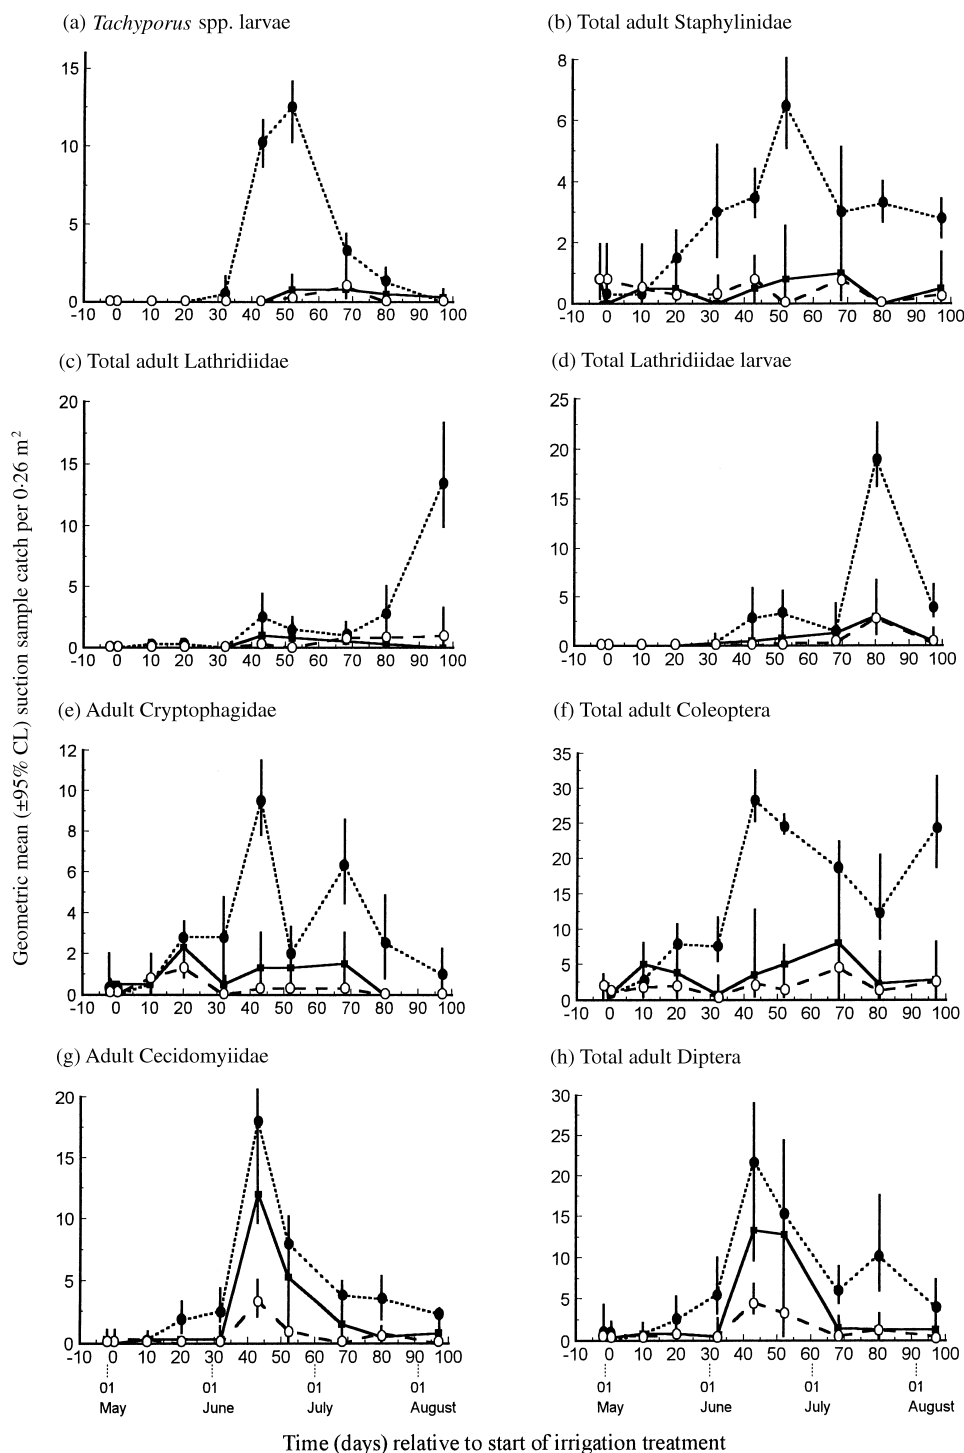 (a) Tachyporus spp. larvae
(b) Total adult Staphylinidae
15
10
5
0
-10 0 10 20 30 40 50 60 70 80 90 100
8
6
4
2
0
-10 0 10 20 30 40 50 60 70 80 90 100
(c) Total adult Lathridiidae
(d) Total Lathridiidae larvae
20
15
10
5
0
-10 0 10 20 30 40 50 60 70 80 90 100
25
20
15
10
5
0
-10 0 10 20 30 40 50 60 70 80 90 100
Geometric mean (±95% CL) suction sample catch per 0·26 m²
(e) Adult Cryptophagidae
(f) Total adult Coleoptera
12
10
8
6
4
2
0
-10 0 10 20 30 40 50 60 70 80 90 100
35
30
25
20
15
10
5
0
-10 0 10 20 30 40 50 60 70 80 90 100
(g) Adult Cecidomyiidae
(h) Total adult Diptera
20
15
10
5
0
-10 0 10 20 30 40 50 60 70 80 90 100
01 01 01 01
May June July August
30
25
20
15
10
5
0
-10 0 10 20 30 40 50 60 70 80 90 100
01 01 01 01
May June July August
Time (days) relative to start of irrigation treatment